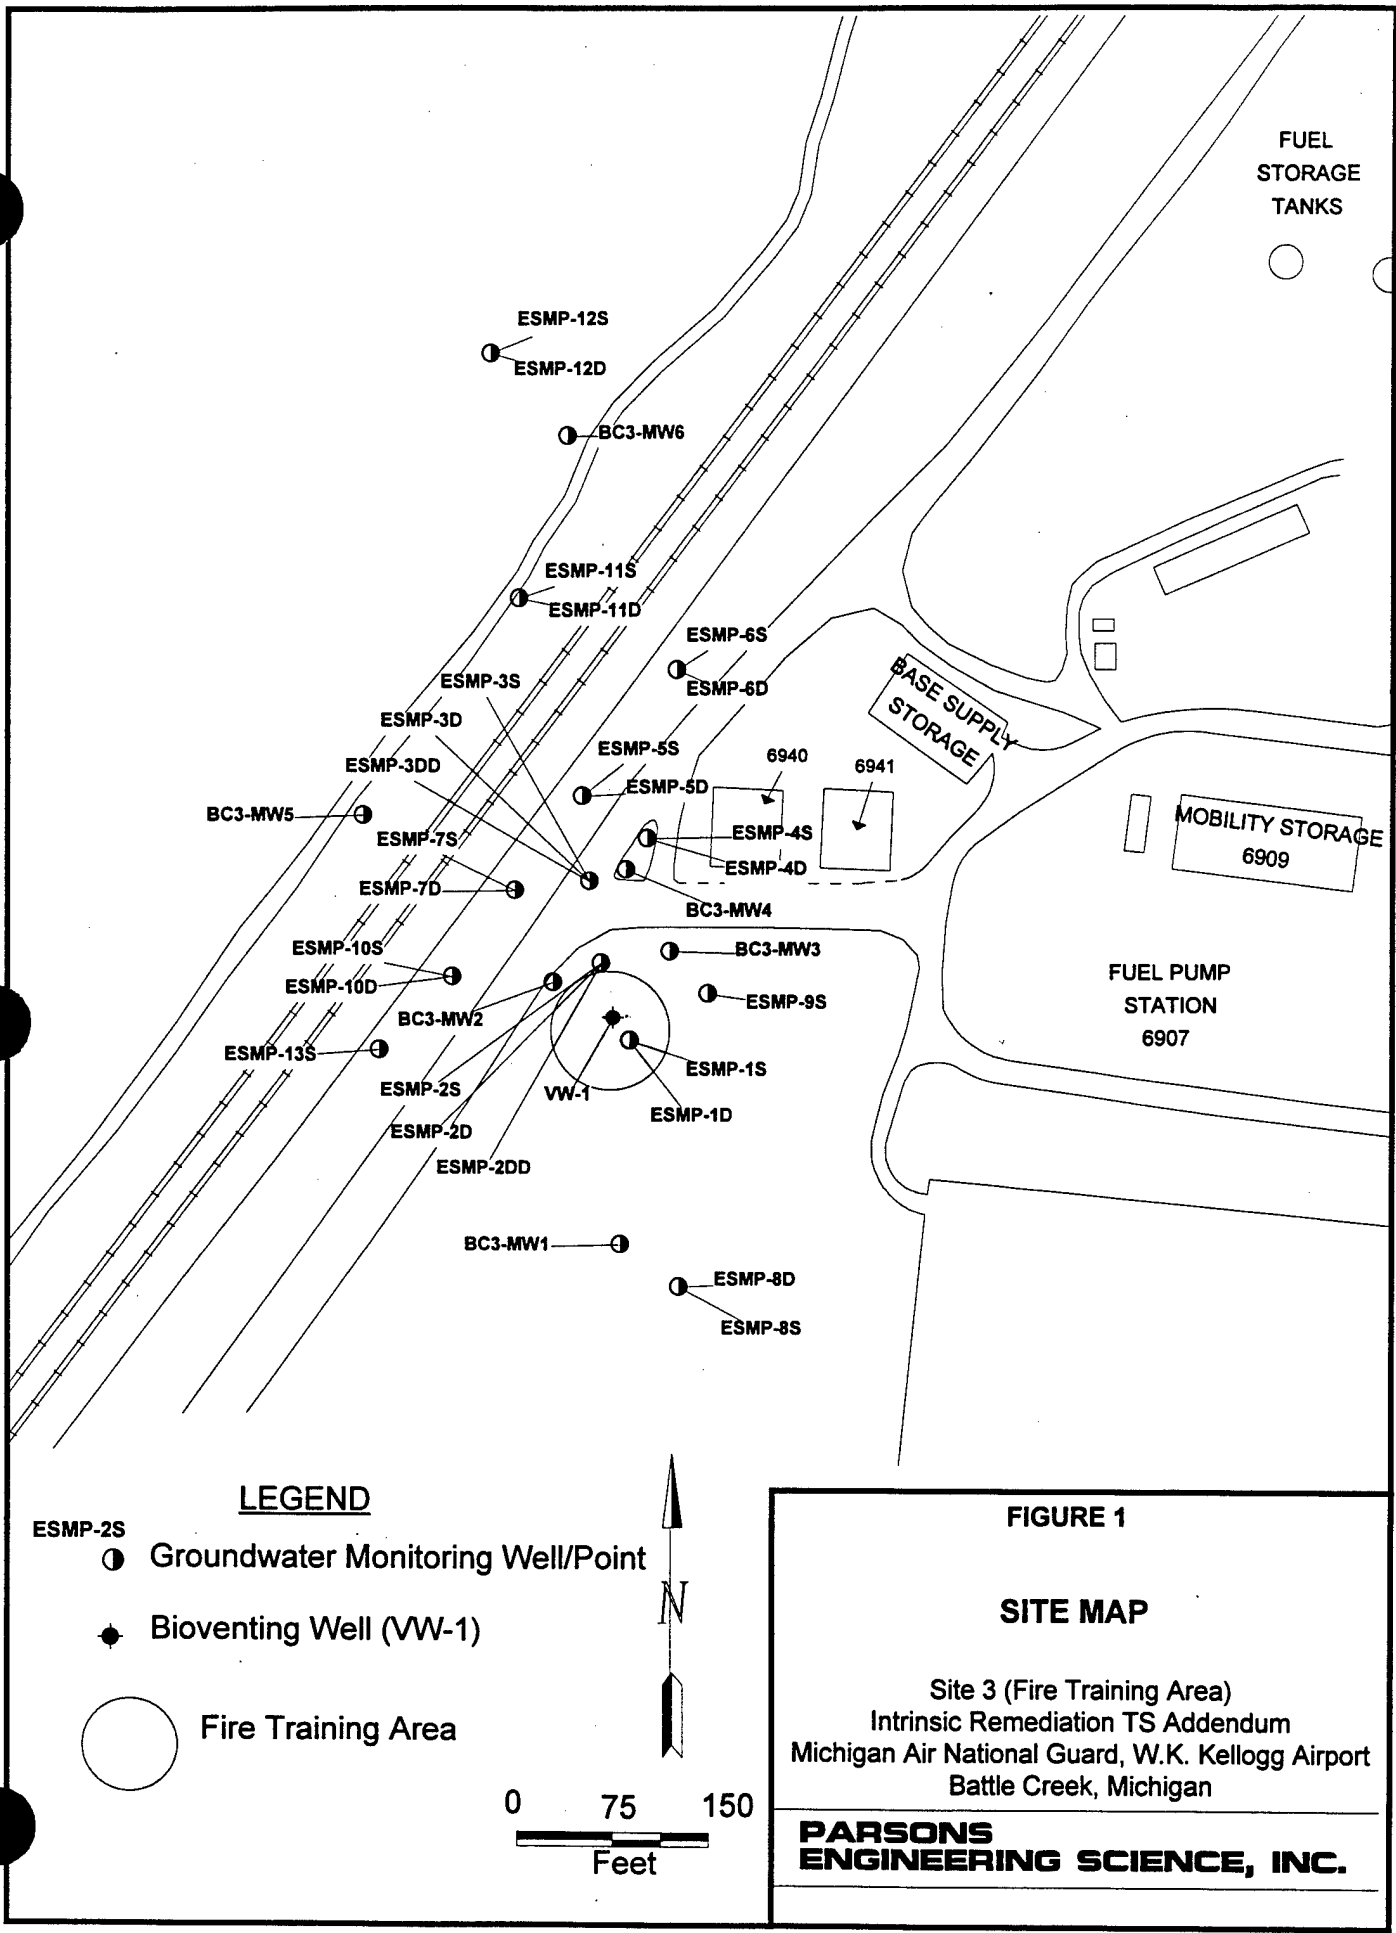 FUEL
STORAGE
TANKS
ESMP-12S
ESMP-12D
BC3-MW6
ESMP-11S
ESMP-11D
ESMP-6S
ESMP-6D
ESMP-3S
ESMP-3D
ESMP-3DD
BASE SUPPLY
STORAGE
ESMP-5S
ESMP-5D
6940
6941
BC3-MW5
ESMP-7S
ESMP-7D
ESMP-4S
ESMP-4D
BC3-MW4
MOBILITY STORAGE
6909
ESMP-10S
ESMP-10D
BC3-MW3
BC3-MW2
ESMP-9S
FUEL PUMP
STATION
6907
ESMP-13S
ESMP-2S
ESMP-2D
ESMP-2DD
VW-1
ESMP-1S
ESMP-1D
BC3-MW1
ESMP-8D
ESMP-8S
LEGEND
ESMP-2S
Groundwater Monitoring Well/Point
Bioventing Well (VW-1)
Fire Training Area
N
0 75 150
Feet
FIGURE 1
SITE MAP
Site 3 (Fire Training Area)
Intrinsic Remediation TS Addendum
Michigan Air National Guard, W.K. Kellogg Airport
Battle Creek, Michigan
PARSONS
ENGINEERING SCIENCE, INC.